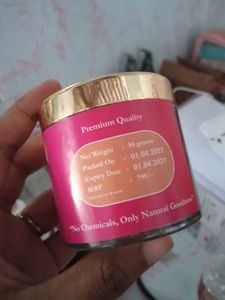 Premium Quality
Net Weight - 50 grams
Packed On - 01.04.2025
Expiry Date - 01.04.2027
MRP - 799/-
"No Chemicals, Only Natural Goodness"